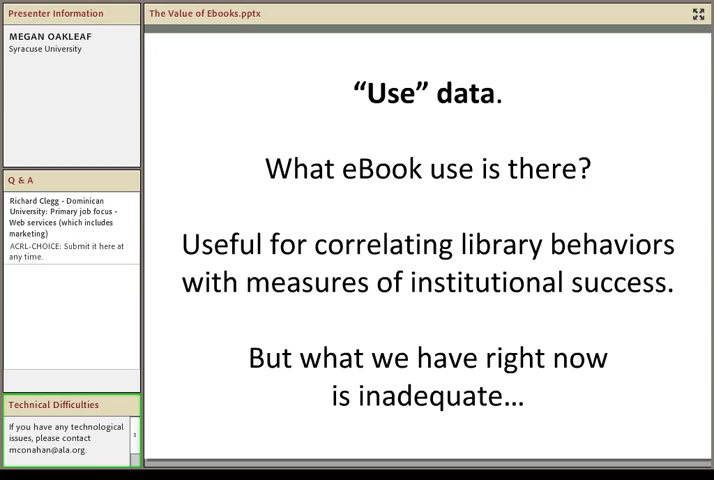 Presenter Information
MEGAN OAKLEAF
Syracuse University
Q & A
Richard Clegg - Dominican
University: Primary job focus -
Web services (which includes
marketing)
ACRL-CHOICE: Submit it here at
any time.
Technical Difficulties
If you have any technological
issues, please contact
mconahan@ala.org.
The Value of Ebooks.pptx
“Use” data.
What eBook use is there?
Useful for correlating library behaviors
with measures of institutional success.
But what we have right now
is inadequate…